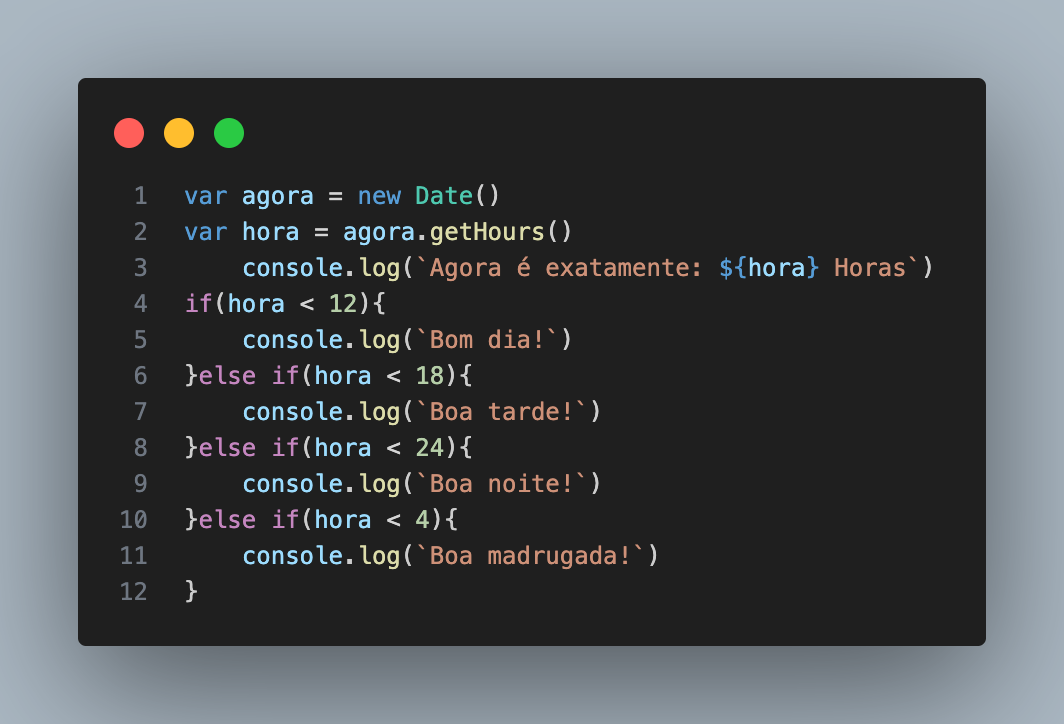 1 var agora = new Date()
2 var hora = agora.getHours()
3     console.log(`Agora é exatamente: ${hora} Horas`)
4 if(hora < 12){
5     console.log(`Bom dia!`)
6 }else if(hora < 18){
7     console.log(`Boa tarde!`)
8 }else if(hora < 24){
9     console.log(`Boa noite!`)
10 }else if(hora < 4){
11     console.log(`Boa madrugada!`)
12 }